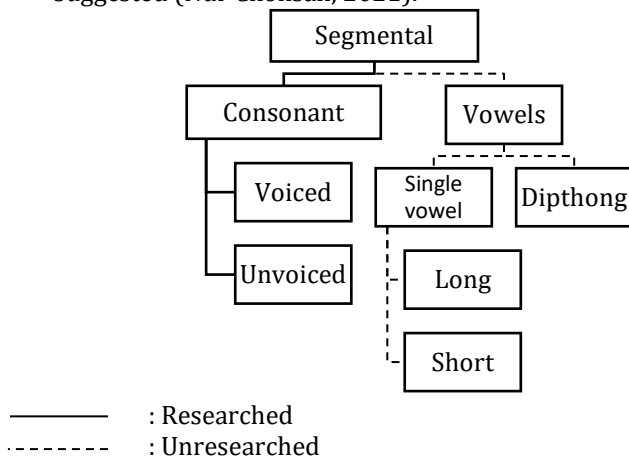 Segmental
Consonant
Vowels
Voiced
Single
vowel
Dipthong
Unvoiced
Long
Short
: Researched
: Unresearched